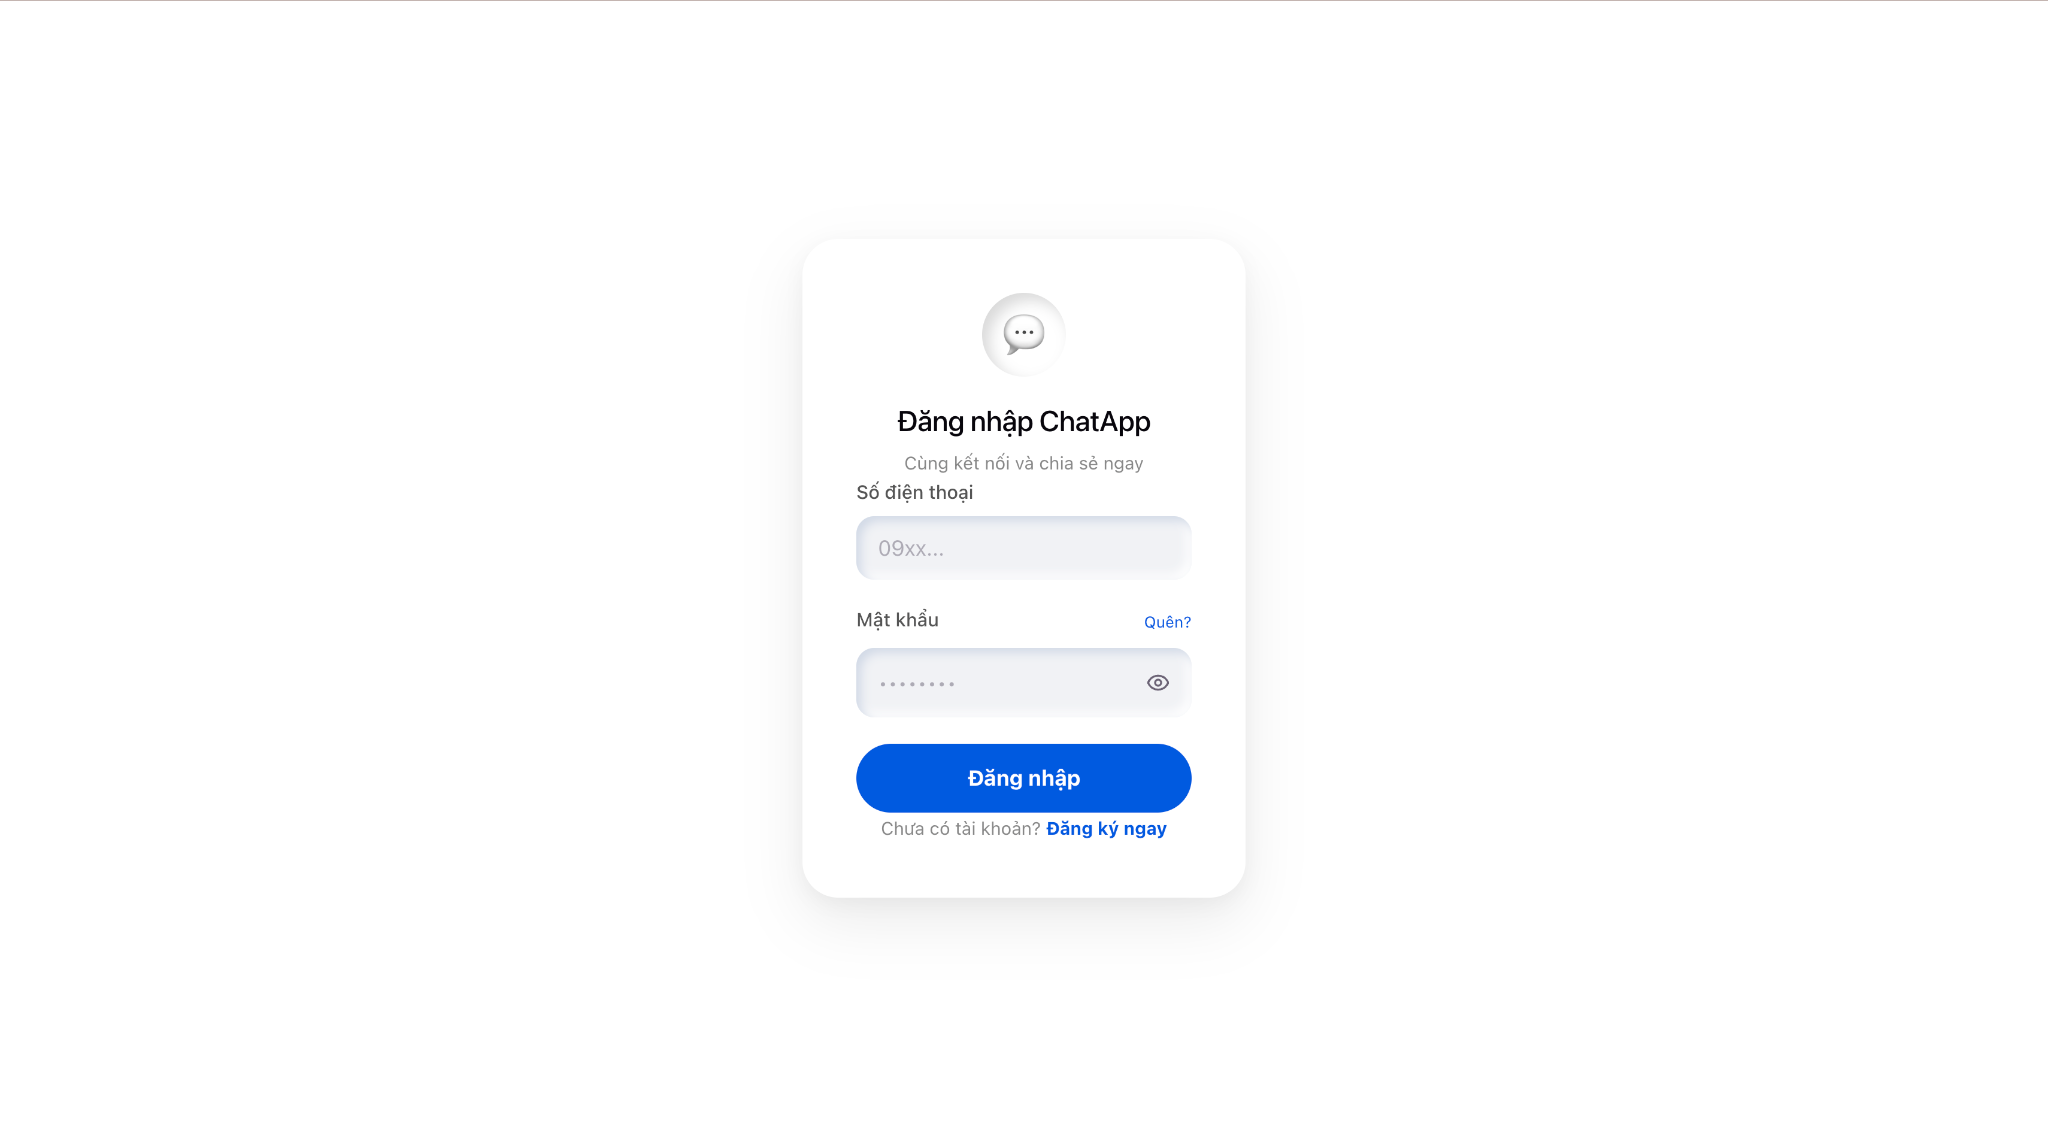 Đăng nhập ChatApp
Cùng kết nối và chia sẻ ngay
Số điện thoại
09xx...
Mật khẩu
Quên?
••••••••
Đăng nhập
Chưa có tài khoản? Đăng ký ngay